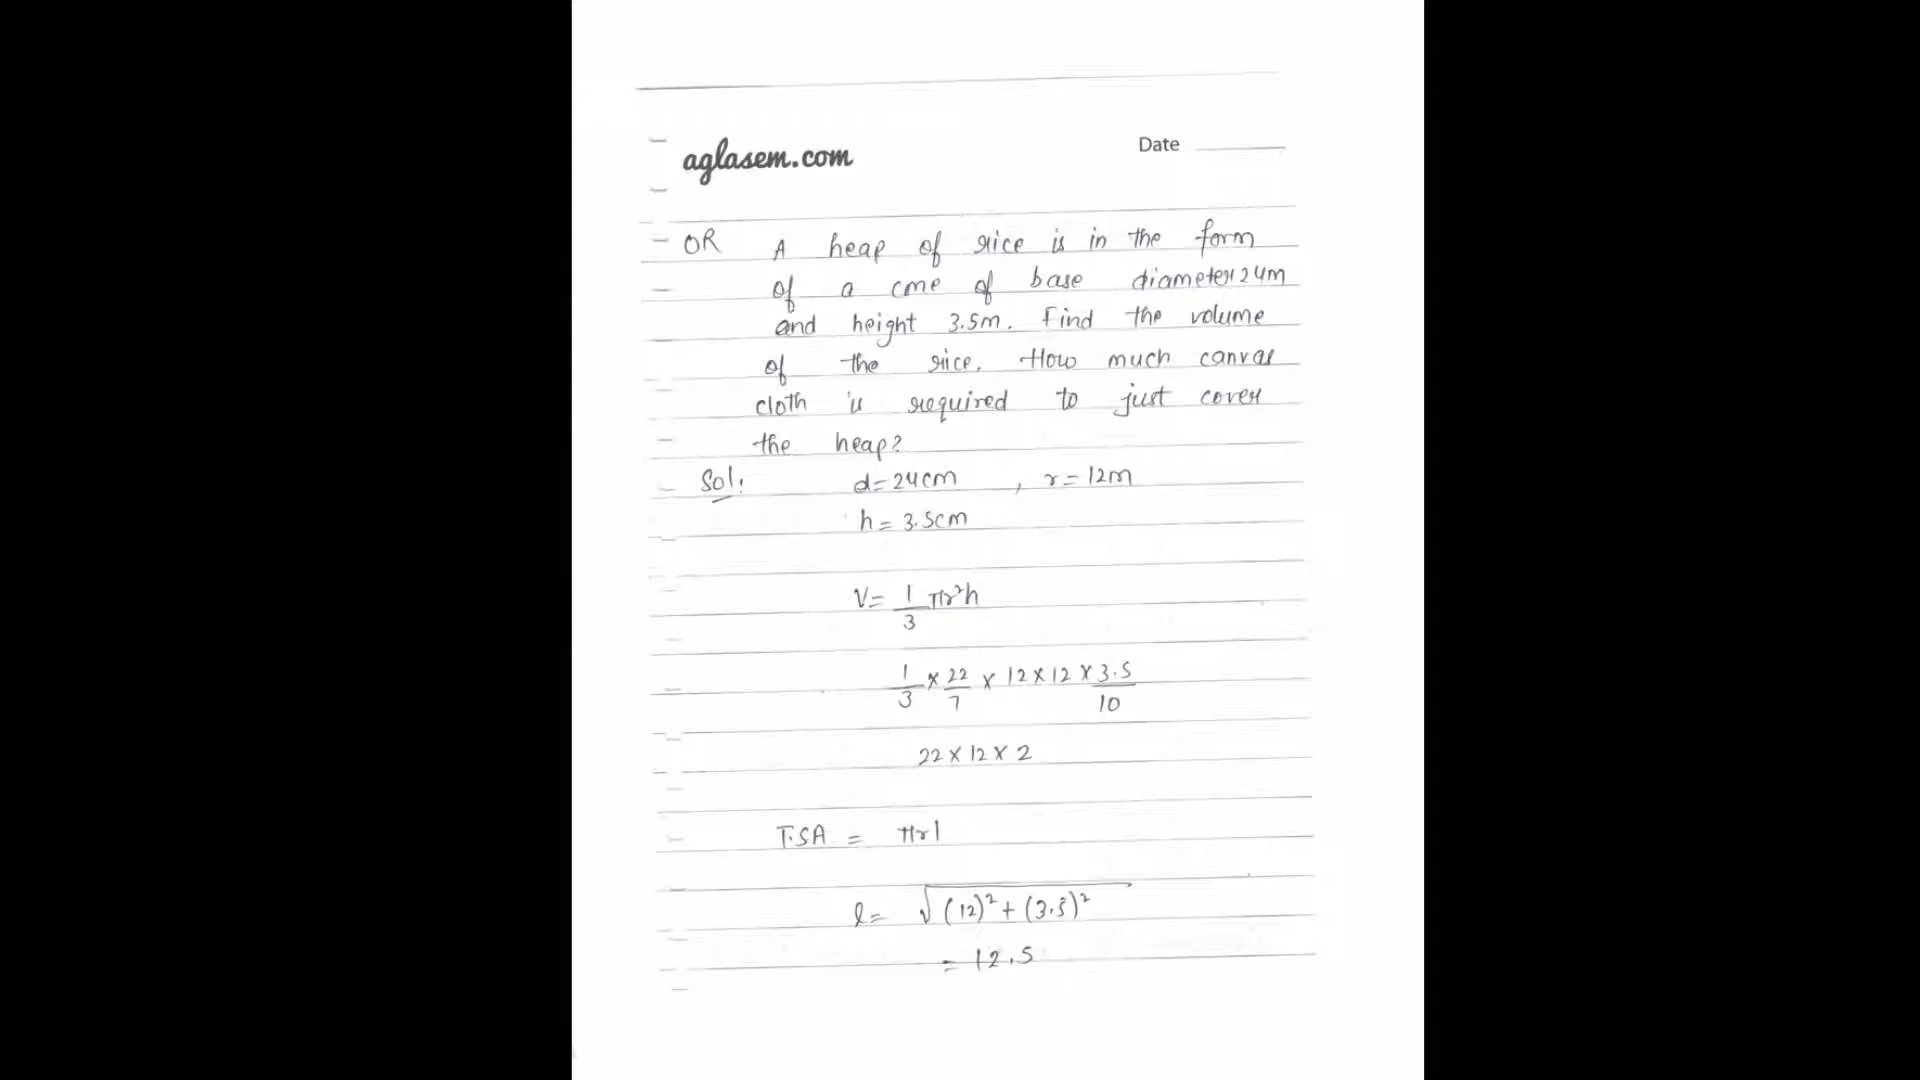 aglasem.com
Date
OR A heap of rice is in the form
of a cone of base diameter 24m
and height 3.5m. Find the volume
of the rice. How much canvas
cloth is required to just cover
the heap?
Sol: d=24cm , r=12m
h=3.5cm
V= 1/3 πr²h
1/3 × 22/7 × 12×12 × 3.5/10
22×12×2
T.SA = πrl
l= √(12)²+(3.5)²
= 12.5